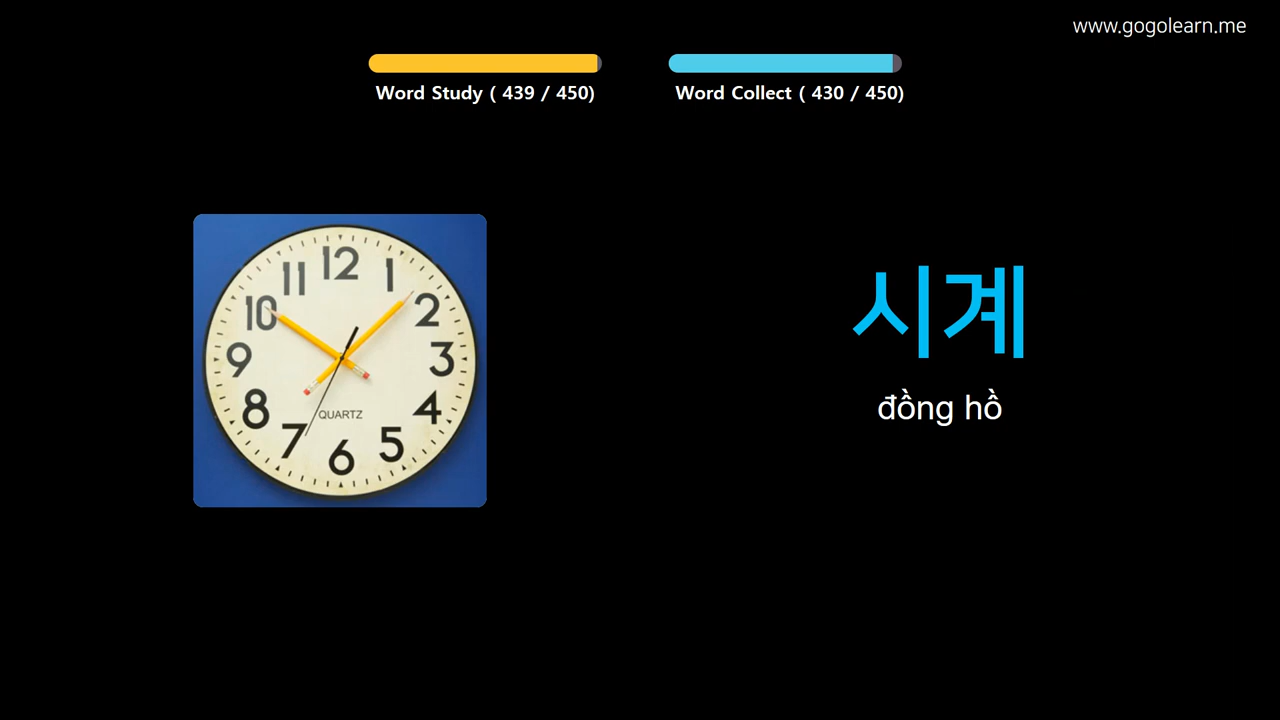 www.gogolearn.me
Word Study ( 439 / 450)
Word Collect ( 430 / 450)
12
11
1
10
2
9
3
8
4
7
5
6
QUARTZ
시계
đồng hồ